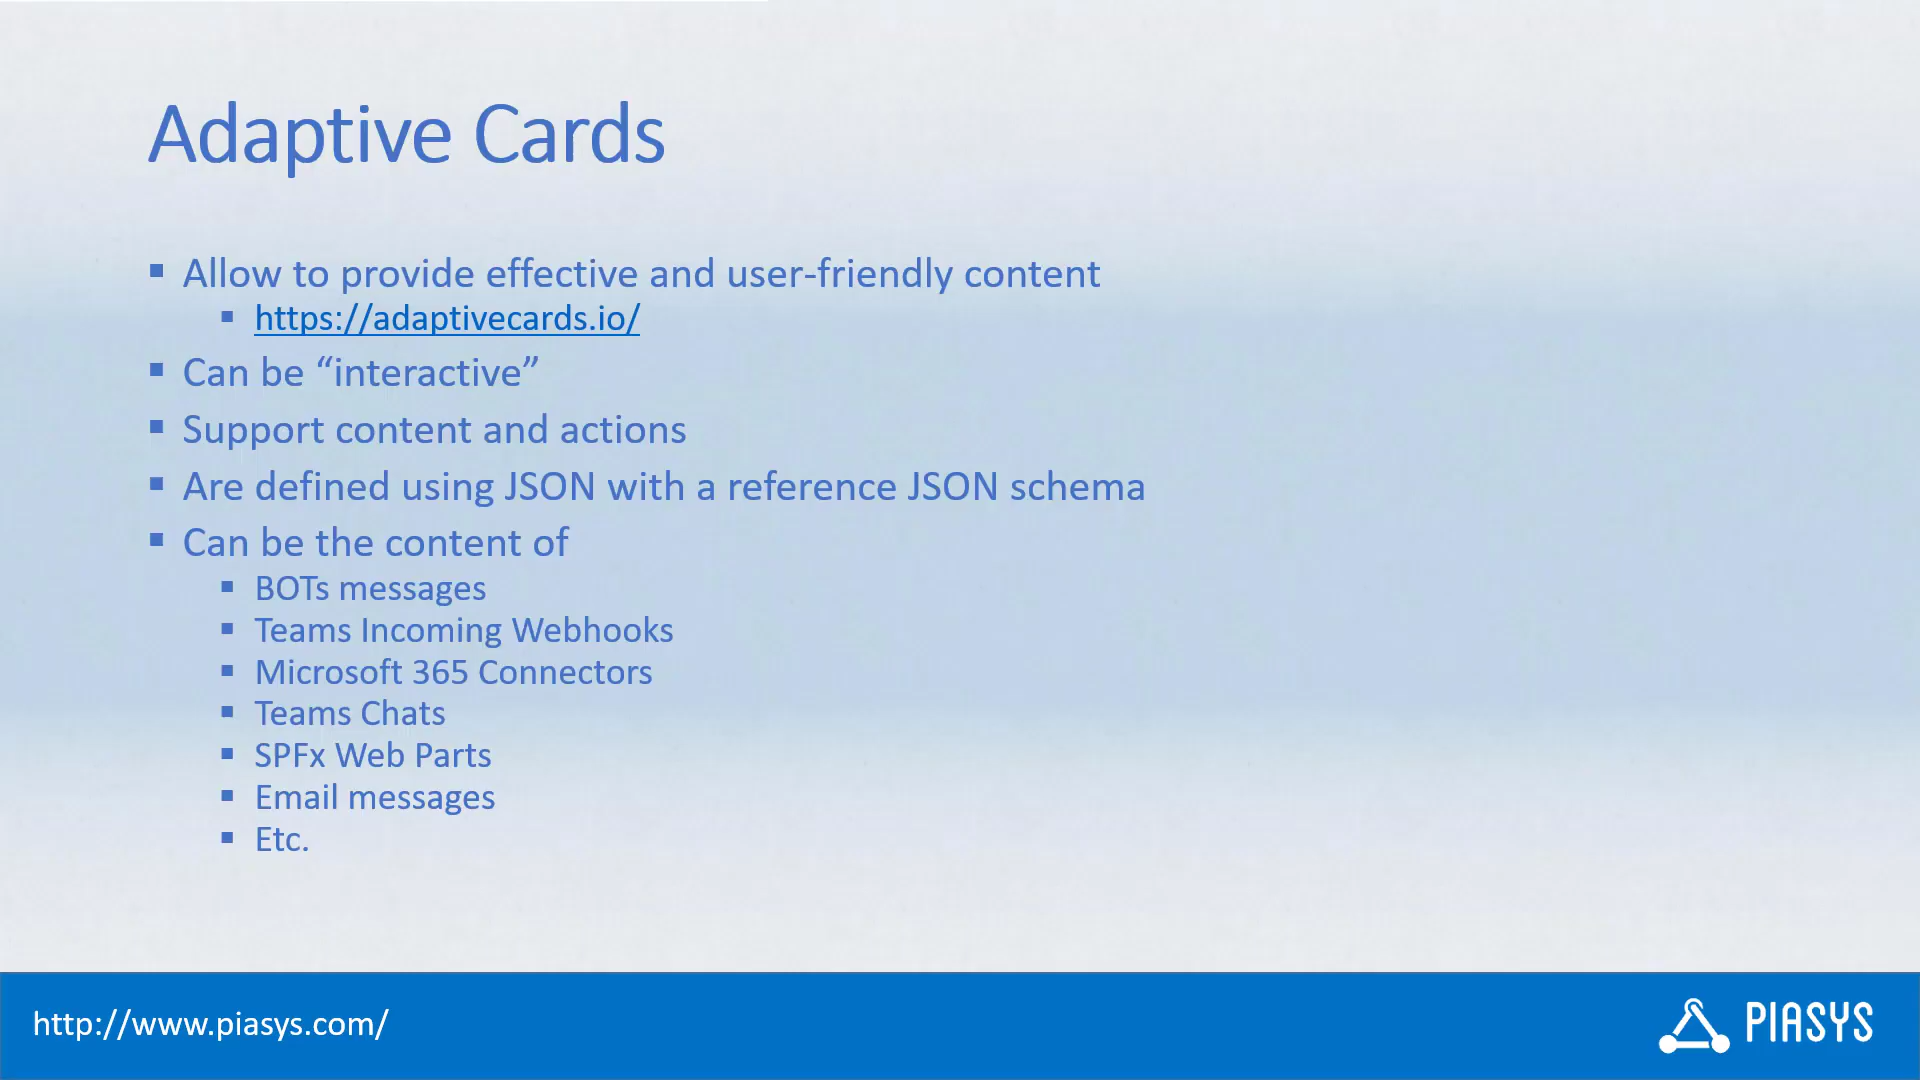 Adaptive Cards
▪ Allow to provide effective and user-friendly content
▪ https://adaptivecards.io/
▪ Can be “interactive”
▪ Support content and actions
▪ Are defined using JSON with a reference JSON schema
▪ Can be the content of
▪ BOTs messages
▪ Teams Incoming Webhooks
▪ Microsoft 365 Connectors
▪ Teams Chats
▪ SPFx Web Parts
▪ Email messages
▪ Etc.
http://www.piasys.com/
PIASYS